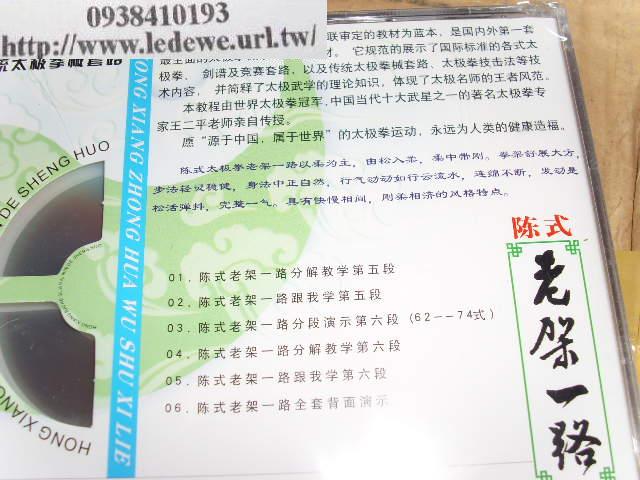 0938410193
http://www.ledewe.url.tw/
联审定的教材为蓝本，是国内外第一套
最全面的太极
材。它规范的展示了国际标准的各式太
极拳、剑谱及竞赛套路，以及传统太极拳械套路、太极拳技击法等技
术内容，并简释了太极武学的理论知识，体现了太极名师的王者风范。
本教程由世界太极拳冠军,中国当代十大武星之一的著名太极拳专
家王二平老师亲自传授。
愿“源于中国，属于世界”的太极拳运动，永远为人类的健康造福。
陈式太极拳老架一路以柔为主，由松入柔，柔中带刚。拳架舒展大方，
步法轻灵稳健，身法中正自然，行气动动如行云流水，连绵不断，发动是
松活弹抖，完整一气。具有快慢相间，刚柔相济的风格特点。
01．陈式老架一路分解教学第五段
02．陈式老架一路跟我学第五段
03．陈式老架一路分段演示第六段（62——74式）
04．陈式老架一路分解教学第六段
05．陈式老架一路跟我学第六段
06．陈式老架一路全套背面演示
陈式
老架一路
统太极拳械套路
DE SHENG HUO
HONG XIANG
HONG XIANG ZHONG HUA WU SHU XI LIE